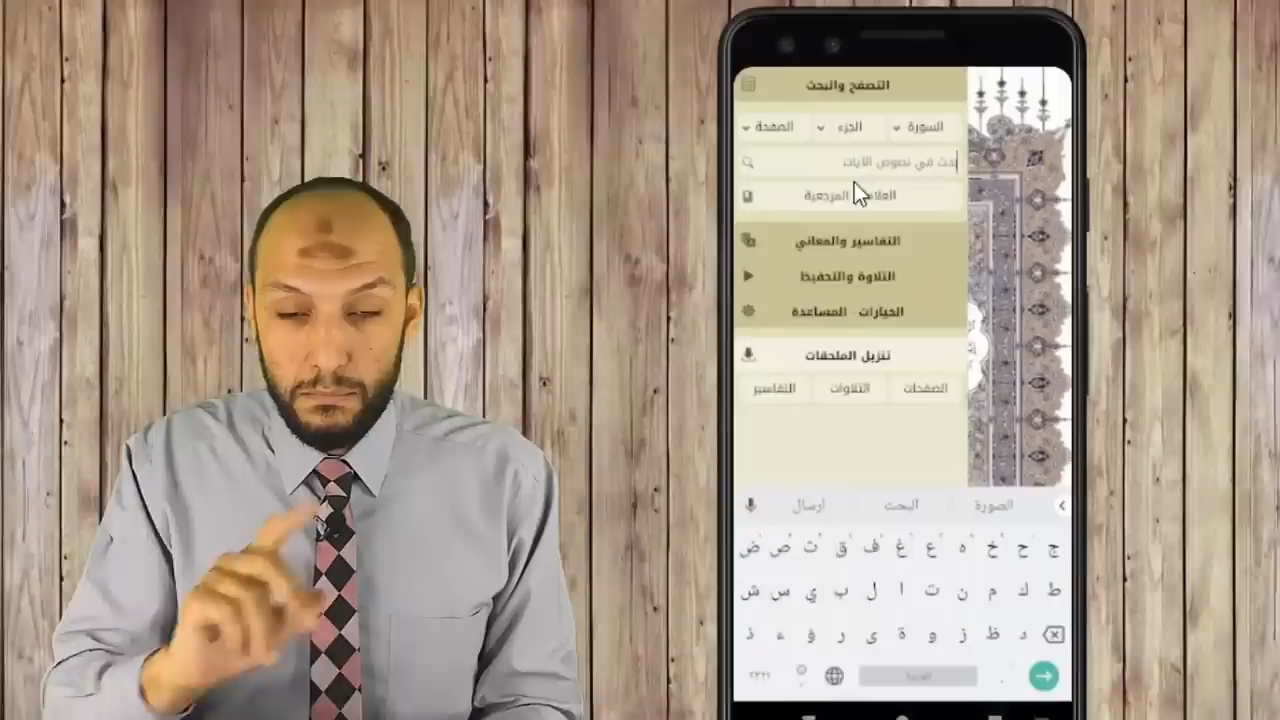 التصفح والبحث
السورة الجزء الصفحة
بحث في نصوص الآيات
المرجعية
التفاسير والمعاني
التلاوة والتحفيظ
الخيارات - المساعدة
تنزيل الملحقات
الصفحات التلاوات التفاسير
الصورة البحث ارسال
ج ح خ ه ع غ ف ق ث ص ض
ط ك م ن ت ا ل ب ي س ش
د ظ ز و ة ى ر ؤ ء ذ